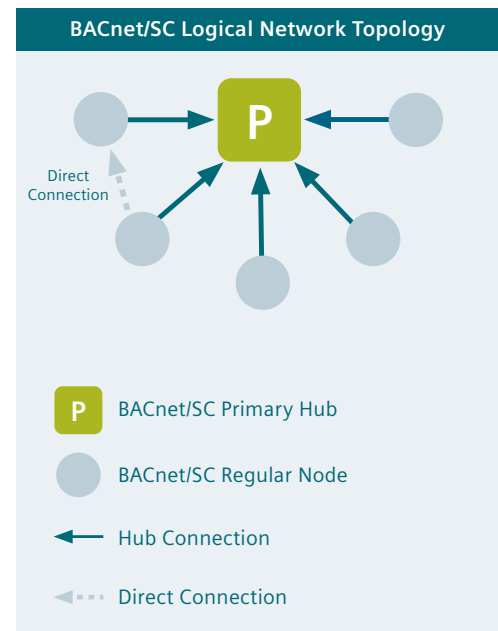 BACnet/SC Logical Network Topology
P
Direct
Connection
P
BACnet/SC Primary Hub
BACnet/SC Regular Node
Hub Connection
Direct Connection